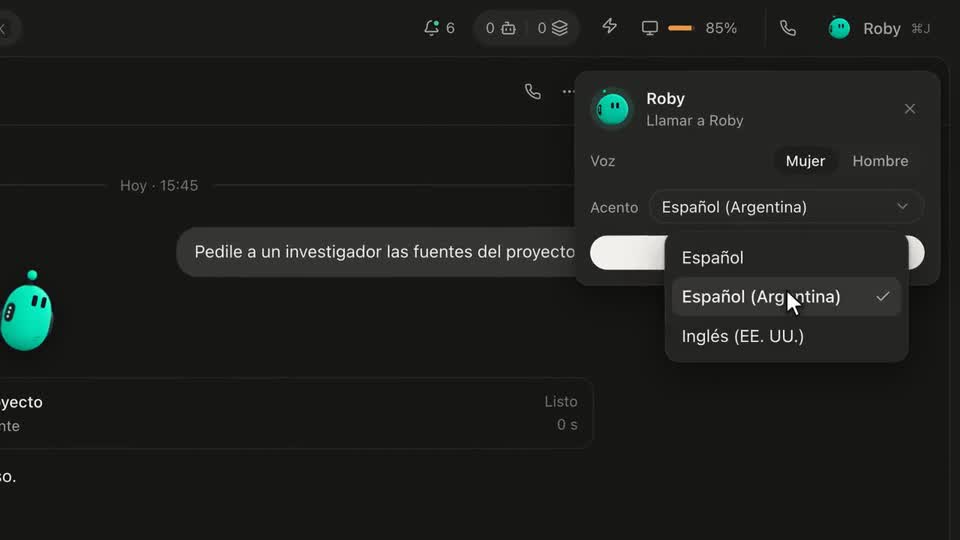 6
0
0
85%
Roby ⌘J
Roby
Llamar a Roby
Voz
Mujer
Hombre
Hoy · 15:45
Acento
Español (Argentina)
Pedile a un investigador las fuentes del proyecto
Español
Español (Argentina)
Inglés (EE. UU.)
yecto
Listo
nte
0 s
so.